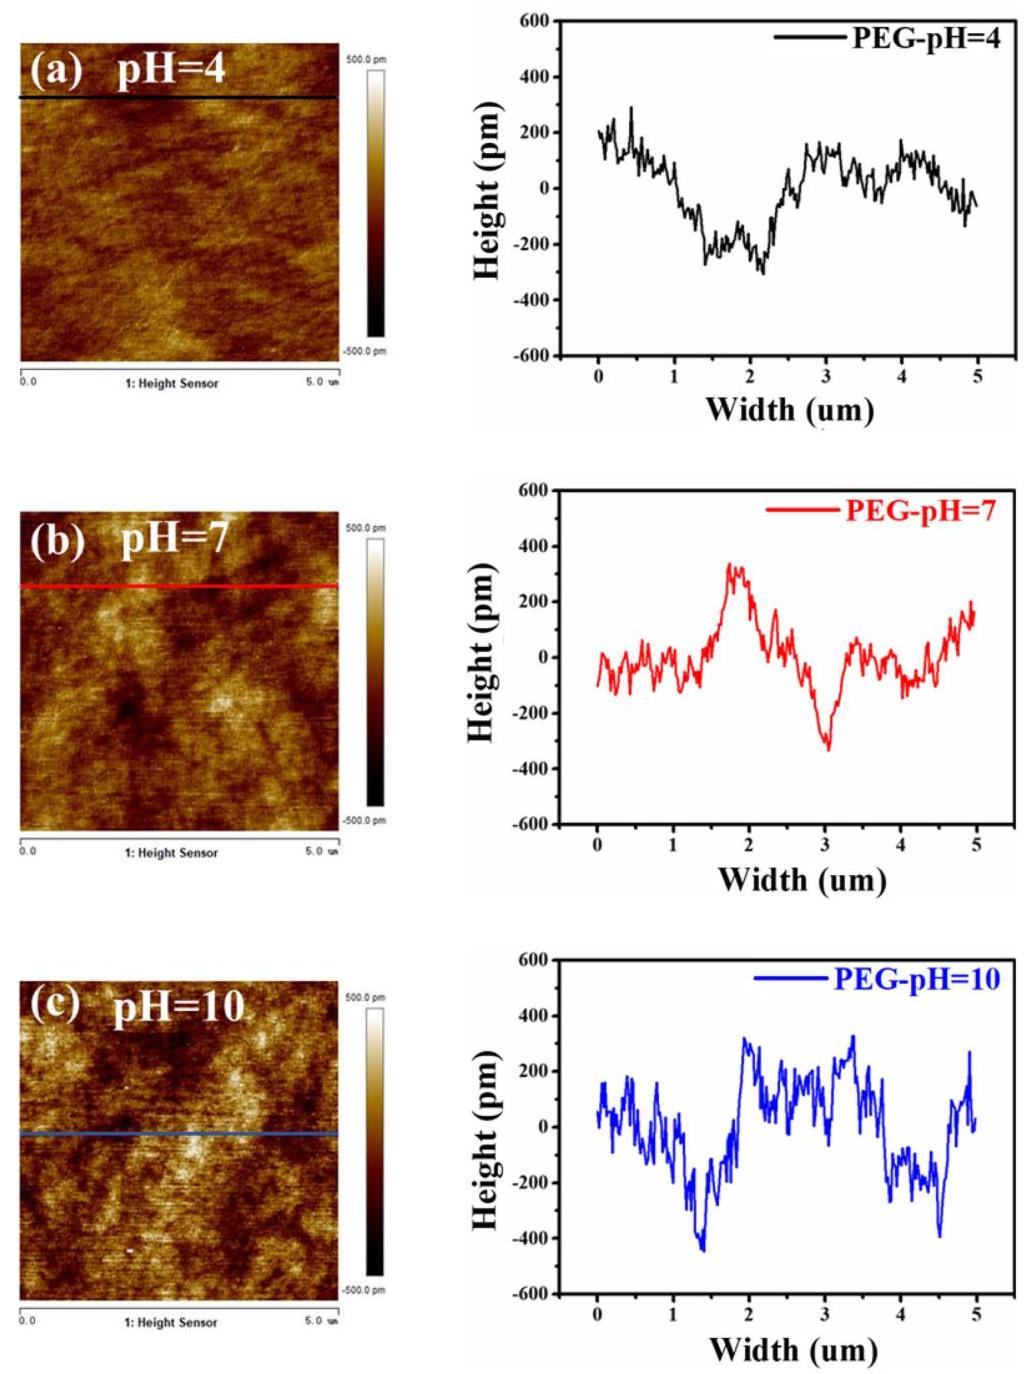 (a) pH=4
500.0 pm
-500.0 pm
0.0 1: Height Sensor 5.0 um
PEG-pH=4
600
400
200
0
-200
-400
-600
Height (pm)
0 1 2 3 4 5
Width (um)
(b) pH=7
500.0 pm
-500.0 pm
0.0 1: Height Sensor 5.0 um
PEG-pH=7
600
400
200
0
-200
-400
-600
Height (pm)
0 1 2 3 4 5
Width (um)
(c) pH=10
500.0 pm
-500.0 pm
0.0 1: Height Sensor 5.0 um
PEG-pH=10
600
400
200
0
-200
-400
-600
Height (pm)
0 1 2 3 4 5
Width (um)